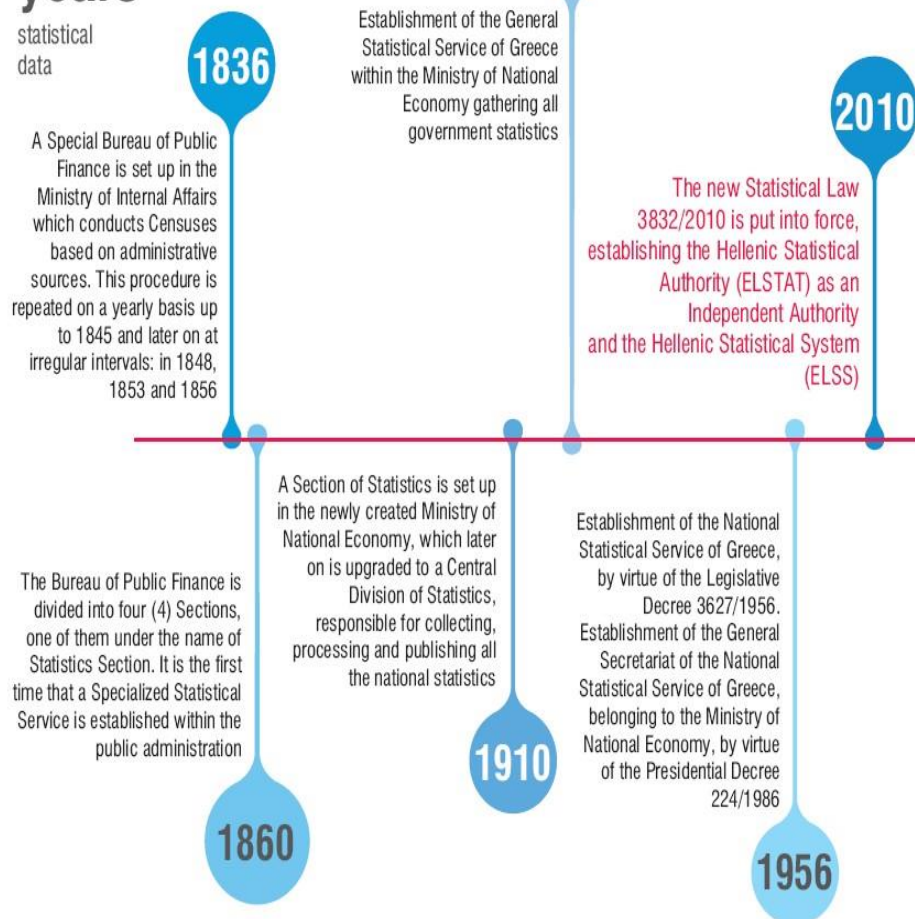 statistical
data
1836
A Special Bureau of Public
Finance is set up in the
Ministry of Internal Affairs
which conducts Censuses
based on administrative
sources. This procedure is
repeated on a yearly basis up
to 1845 and later on at
irregular intervals: in 1848,
1853 and 1856
Establishment of the General
Statistical Service of Greece
within the Ministry of National
Economy gathering all
government statistics
2010
The new Statistical Law
3832/2010 is put into force,
establishing the Hellenic Statistical
Authority (ELSTAT) as an
Independent Authority
and the Hellenic Statistical System
(ELSS)
The Bureau of Public Finance is
divided into four (4) Sections,
one of them under the name of
Statistics Section. It is the first
time that a Specialized Statistical
Service is established within the
public administration
1860
A Section of Statistics is set up
in the newly created Ministry of
National Economy, which later
on is upgraded to a Central
Division of Statistics,
responsible for collecting,
processing and publishing all
the national statistics
1910
Establishment of the National
Statistical Service of Greece,
by virtue of the Legislative
Decree 3627/1956.
Establishment of the General
Secretariat of the National
Statistical Service of Greece,
belonging to the Ministry of
National Economy, by virtue
of the Presidential Decree
224/1986
1956